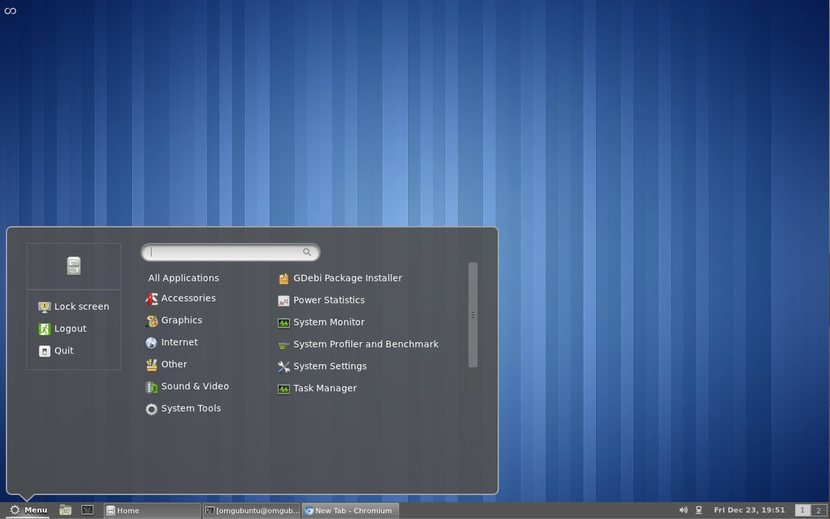 All Applications
GDebi Package Installer
Accessories
Power Statistics
Lock screen
Graphics
System Monitor
Logout
Internet
System Profiler and Benchmark
Quit
Other
System Settings
Sound & Video
Task Manager
System Tools
Menu
Home
[omgubuntu@omgub...
New Tab - Chromium
Fri Dec 23, 19:51
1
2